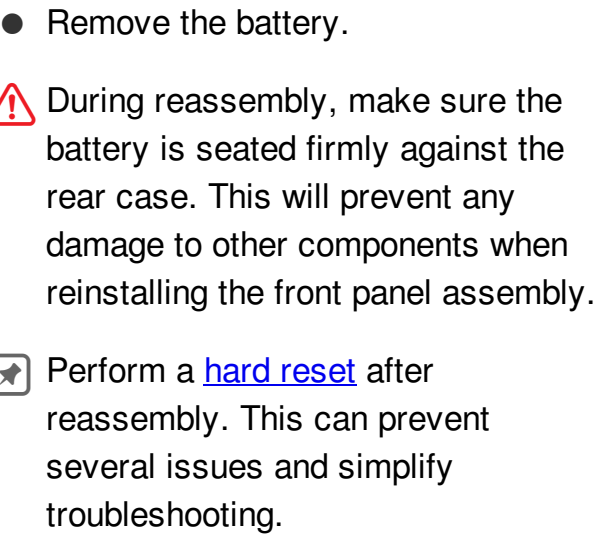 Remove the battery.
During reassembly, make sure the
battery is seated firmly against the
rear case. This will prevent any
damage to other components when
reinstalling the front panel assembly.
Perform a hard reset after
reassembly. This can prevent
several issues and simplify
troubleshooting.